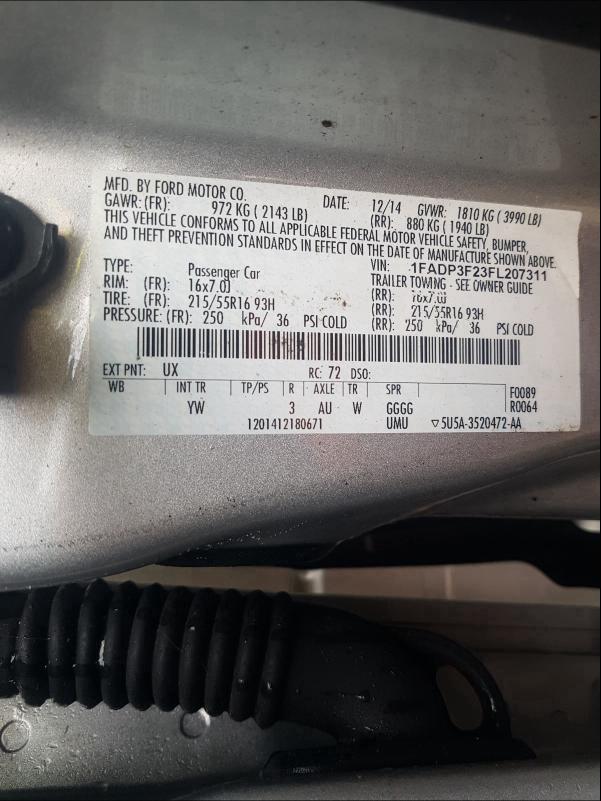 MFD. BY FORD MOTOR CO. DATE: 12/14 GVWR: 1810 KG ( 3990 LB)
GAWR:(FR): 972 KG ( 2143 LB) (RR): 880 KG ( 1940 LB)
THIS VEHICLE CONFORMS TO ALL APPLICABLE FEDERAL MOTOR VEHICLE SAFETY, BUMPER,
AND THEFT PREVENTION STANDARDS IN EFFECT ON THE DATE OF MANUFACTURE SHOWN ABOVE.
VIN: 1FADP3F23FL207311
TYPE: Passenger Car TRAILER TOWING - SEE OWNER GUIDE
RIM: (FR): 16x7.0J (RR): 16x7.0J
TIRE: (FR): 215/55R16 93H (RR): 215/55R16 93H
PRESSURE: (FR): 250 kPa/ 36 PSI COLD (RR): 250 kPa/ 36 PSI COLD
EXT PNT: UX RC: 72 DSO:
WB INT TR TP/PS R AXLE TR SPR F0089
YW 3 AU W GGGG R0064
1201412180671 UMU ▽5U5A-3520472-AA